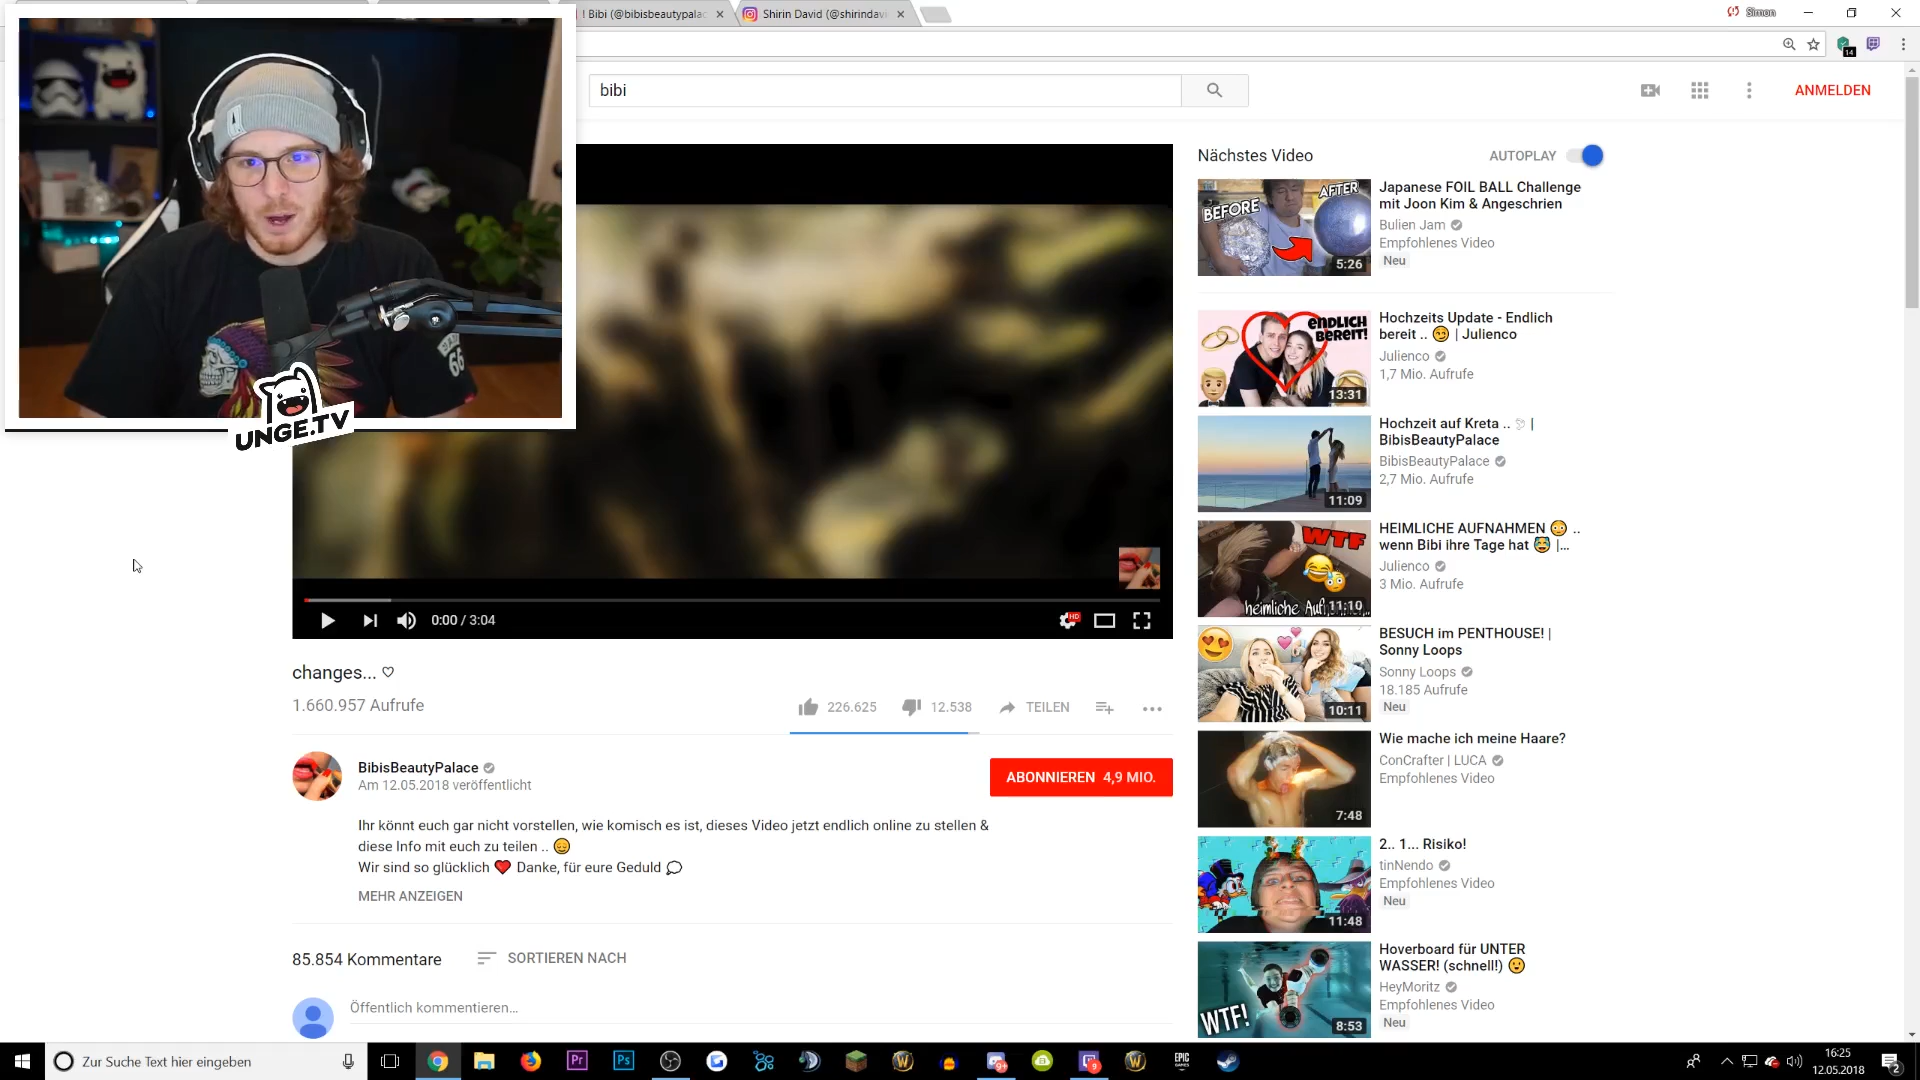 ! Bibi (@bibisbeautypalac
Shirin David (@shirindavi
Simon
14
bibi
ANMELDEN
UNGE.TV
66
Nächstes Video
AUTOPLAY
BEFORE
AFTER
5:26
Japanese FOIL BALL Challenge
mit Joon Kim & Angeschrien
Bulien Jam
Empfohlenes Video
Neu
ENDLICH
BEREIT!
13:31
Hochzeits Update - Endlich
bereit .. 😏 | Julienco
Julienco
1,7 Mio. Aufrufe
11:09
Hochzeit auf Kreta .. 🕊 |
BibisBeautyPalace
BibisBeautyPalace
2,7 Mio. Aufrufe
WTF
11:10
HEIMLICHE AUFNAHMEN 😳 ..
wenn Bibi ihre Tage hat 😂 |...
Julienco
3 Mio. Aufrufe
10:11
BESUCH im PENTHOUSE! |
Sonny Loops
Sonny Loops
18.185 Aufrufe
Neu
7:48
Wie mache ich meine Haare?
ConCrafter | LUCA
Empfohlenes Video
11:48
2.. 1... Risiko!
tinNendo
Empfohlenes Video
Neu
WTF!
8:53
Hoverboard für UNTER
WASSER! (schnell!) 😮
HeyMoritz
Empfohlenes Video
Neu
0:00 / 3:04
HD
changes... ♡
1.660.957 Aufrufe
226.625
12.538
TEILEN
BibisBeautyPalace
Am 12.05.2018 veröffentlicht
ABONNIEREN 4,9 MIO.
Ihr könnt euch gar nicht vorstellen, wie komisch es ist, dieses Video jetzt endlich online zu stellen &
diese Info mit euch zu teilen .. 😊
Wir sind so glücklich ❤ Danke, für eure Geduld 💭
MEHR ANZEIGEN
85.854 Kommentare
SORTIEREN NACH
Öffentlich kommentieren...
Zur Suche Text hier eingeben
Pr
Ps
EPIC
GAMES
16:25
12.05.2018
2